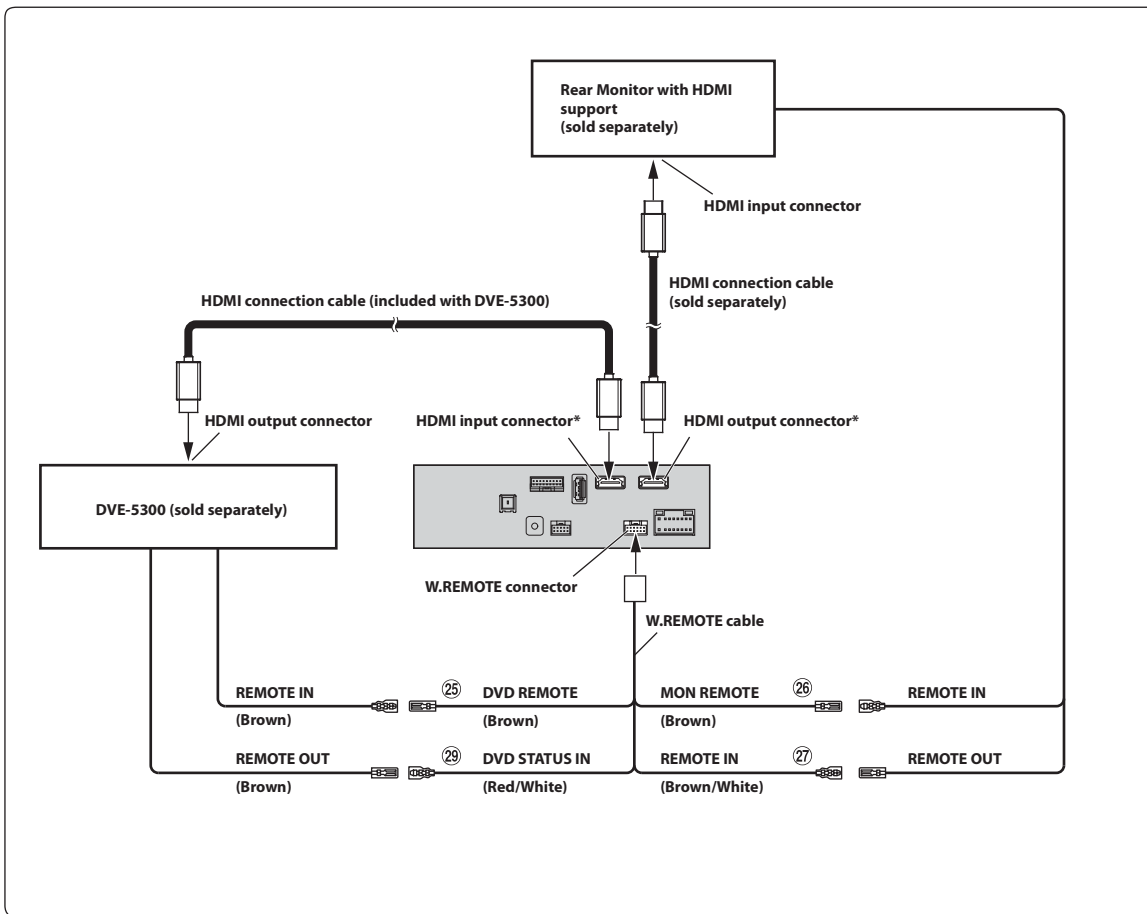 Rear Monitor with HDMI
support
(sold separately)
HDMI input connector
HDMI connection cable
(sold separately)
HDMI connection cable (included with DVE-5300)
HDMI output connector
HDMI input connector*
HDMI output connector*
DVE-5300 (sold separately)
W.REMOTE connector
W.REMOTE cable
REMOTE IN
(Brown)
㉕
DVD REMOTE
(Brown)
MON REMOTE
(Brown)
㉖
REMOTE IN
REMOTE OUT
(Brown)
㉙
DVD STATUS IN
(Red/White)
REMOTE IN
(Brown/White)
㉗
REMOTE OUT